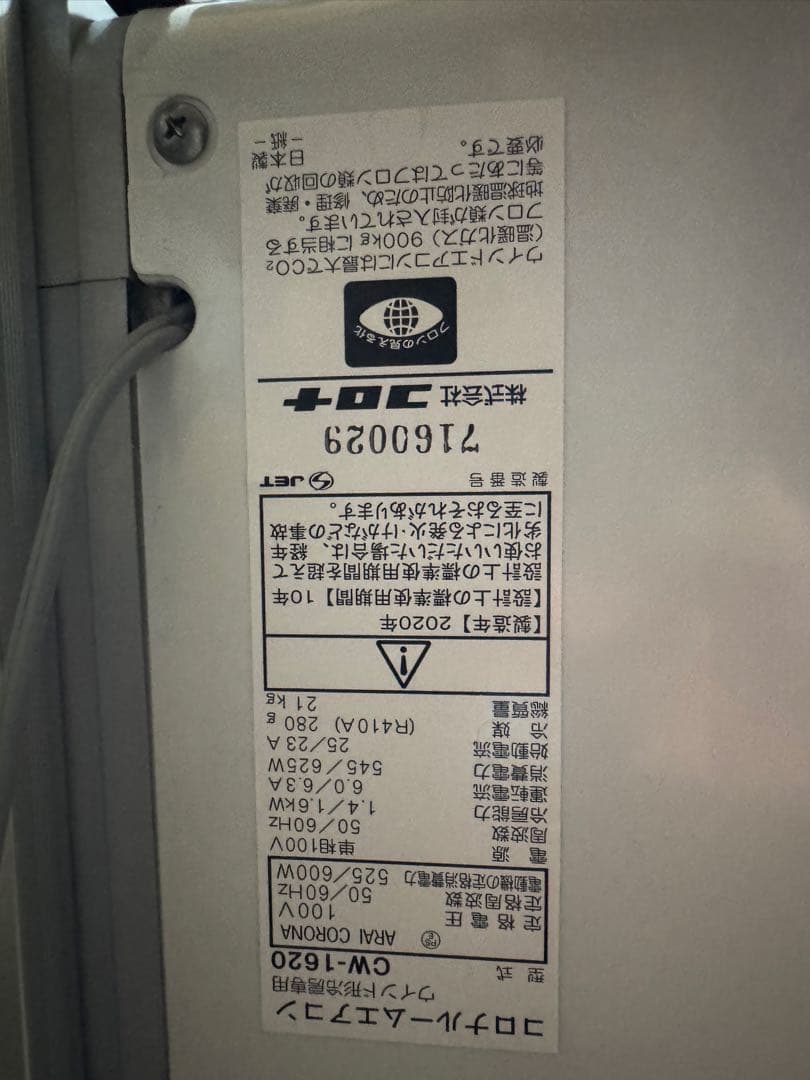 コロナルームエアコン
ウインド形冷房専用
型 式 CW-1620
PS E ARAI CORONA
定格電圧 100V
定格周波数 50/60Hz
電動機の定格消費電力 525/600W
電 源 単相100V
周波数 50/60Hz
冷房能力 1.4/1.6kW
運転電流 6.0/6.3A
消費電力 545/625W
始動電流 25/23A
冷 媒 (R410A) 280g
総質量 21kg
【製造年】2020年
【設計上の標準使用期間】10年
設計上の標準使用期間を超えて
お使いいただいた場合は、経年
劣化による発火・けがなどの事故
に至るおそれがあります。
製造番号 JET
7160029
株式会社 コロナ
フロンの見える化
ウインドエアコンには最大でCO₂
(温暖化ガス) 900kgに相当する
フロン類が封入されています。
地球温暖化防止のため、修理・廃棄
等にあたってはフロン類の回収が
必要です。
日本製
ー紙ー